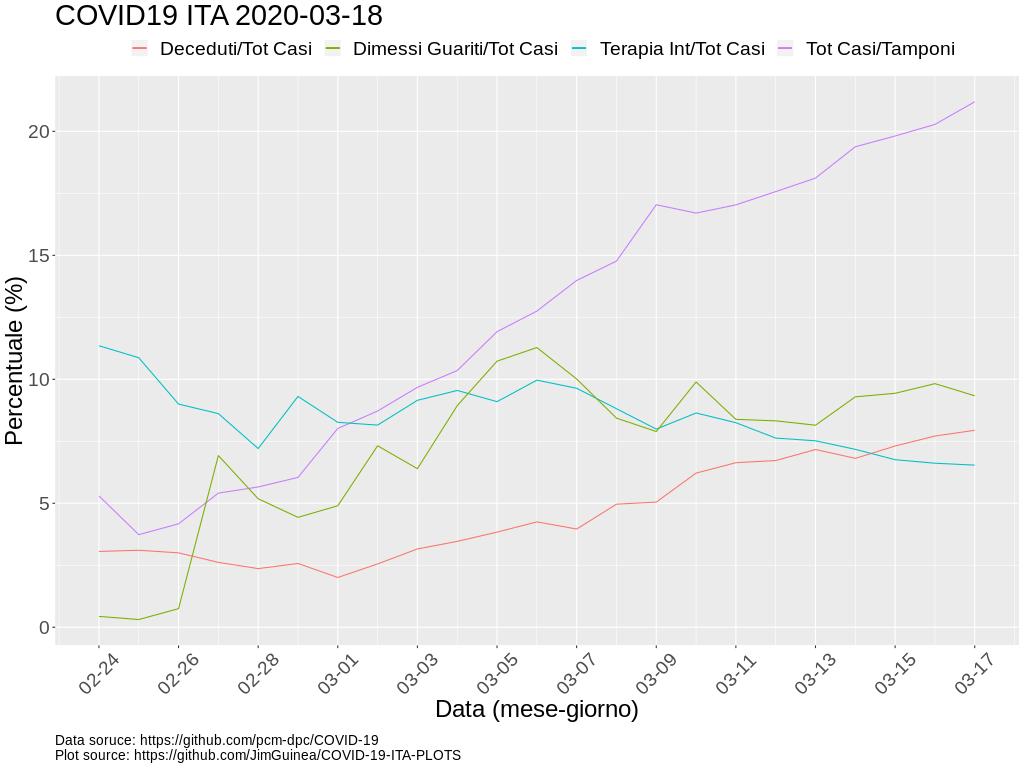 COVID19 ITA 2020-03-18
Deceduti/Tot Casi Dimessi Guariti/Tot Casi Terapia Int/Tot Casi Tot Casi/Tamponi
Percentuale (%)
20
15
10
5
0
02-24 02-26 02-28 03-01 03-03 03-05 03-07 03-09 03-11 03-13 03-15 03-17
Data (mese-giorno)
Data soruce: https://github.com/pcm-dpc/COVID-19
Plot source: https://github.com/JimGuinea/COVID-19-ITA-PLOTS